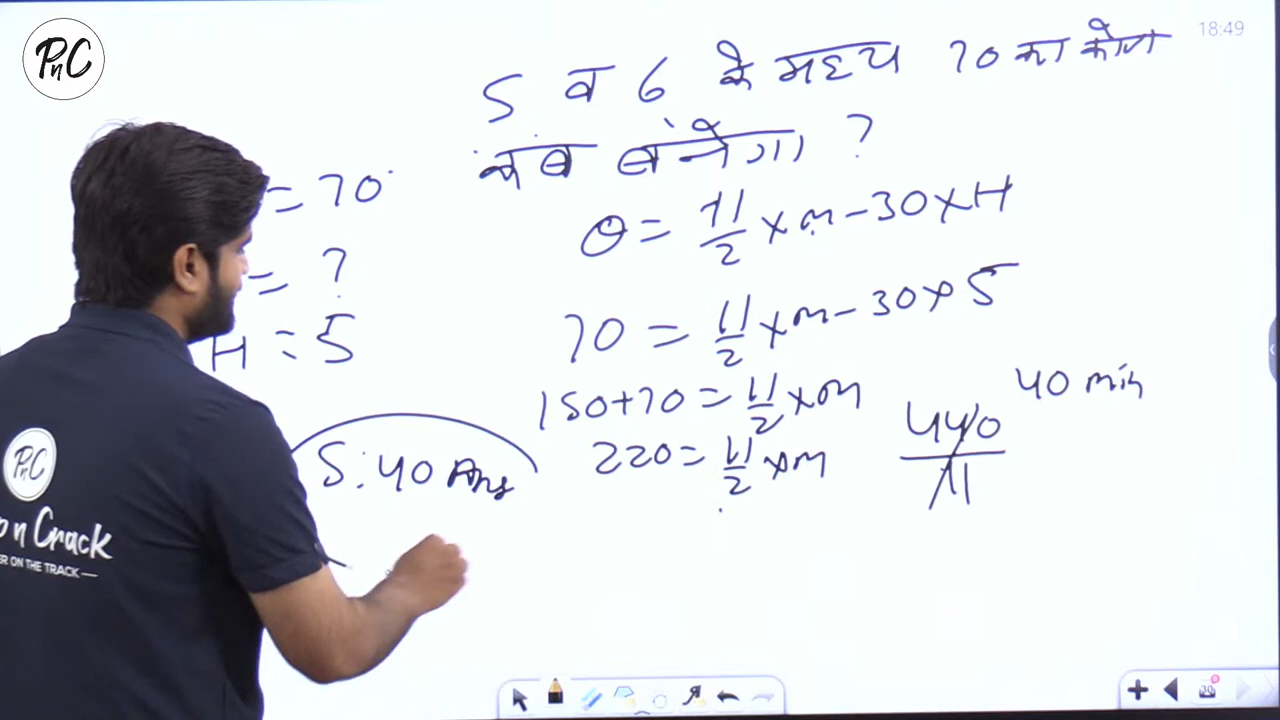 PnC
18:49
5 व 6 के मध्य 70 का कोण
कब बनेगा ?
= 70
= ?
H = 5
θ = 11/2 × m - 30 × H
70 = 11/2 × m - 30 × 5
150 + 70 = 11/2 × m
220 = 11/2 × m
440/11
40 min
5:40 Ans
PnC
p n Crack
ER ON THE TRACK